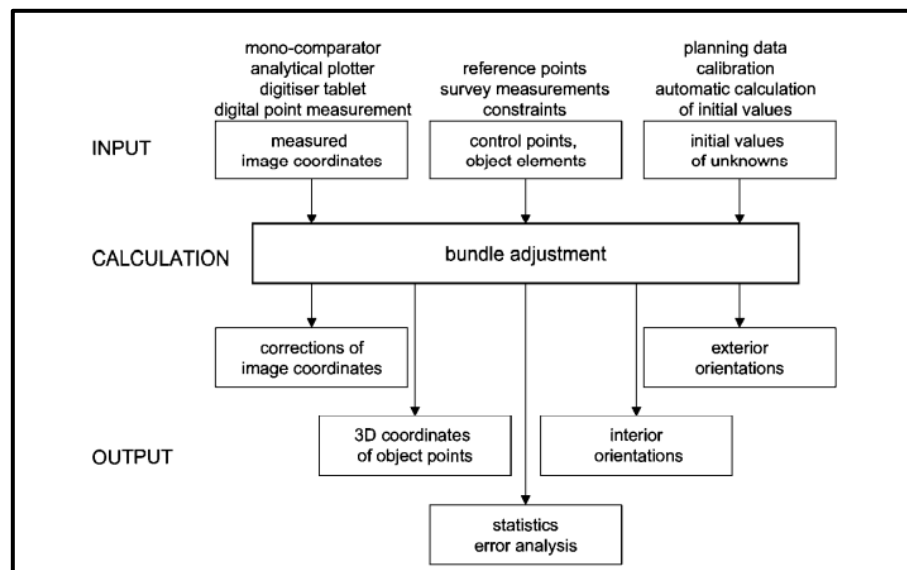 mono-comparator
analytical plotter
digitiser tablet
digital point measurement
reference points
survey measurements
constraints
planning data
calibration
automatic calculation
of initial values
INPUT
measured
image coordinates
control points,
object elements
initial values
of unknowns
CALCULATION
bundle adjustment
corrections of
image coordinates
exterior
orientations
OUTPUT
3D coordinates
of object points
interior
orientations
statistics
error analysis